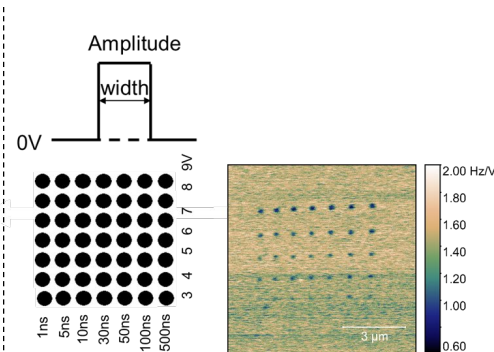 Amplitude
width
0V
9V
8
7
6
5
4
3
1ns
5ns
10ns
30ns
50ns
100ns
500ns
2.00 Hz/V
1.80
1.60
1.40
1.20
1.00
0.60
3 µm